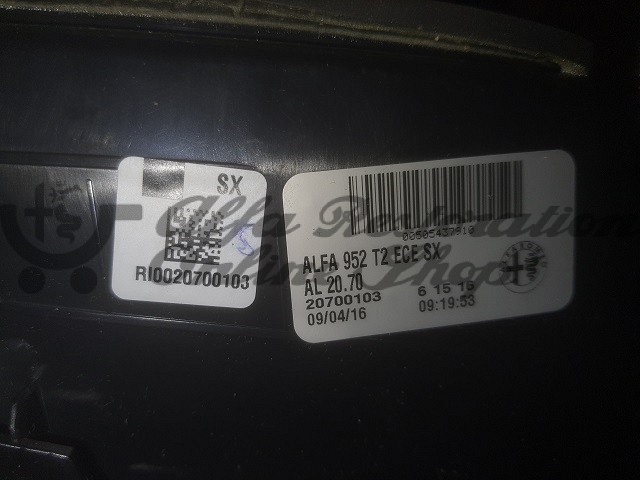 SX
RI0020700103
00505437910
ALFA 952 T2 ECE SX
AL 20.70
20700103
6 15 16
09/04/16
09:19:53
Alfa Restoration
Online Shop